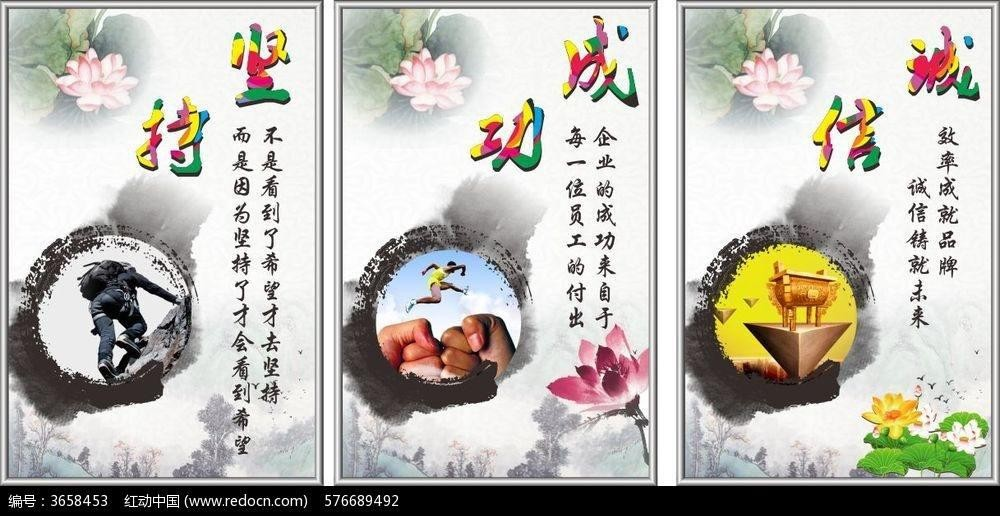 坚持
不是看到了希望才去坚持
而是因为坚持了才会看到希望
成功
企业的成功来自于
每一位员工的付出
诚信
效率成就品牌
诚信铸就未来
编号：3658453 红动中国 (www.redocn.com) 576689492